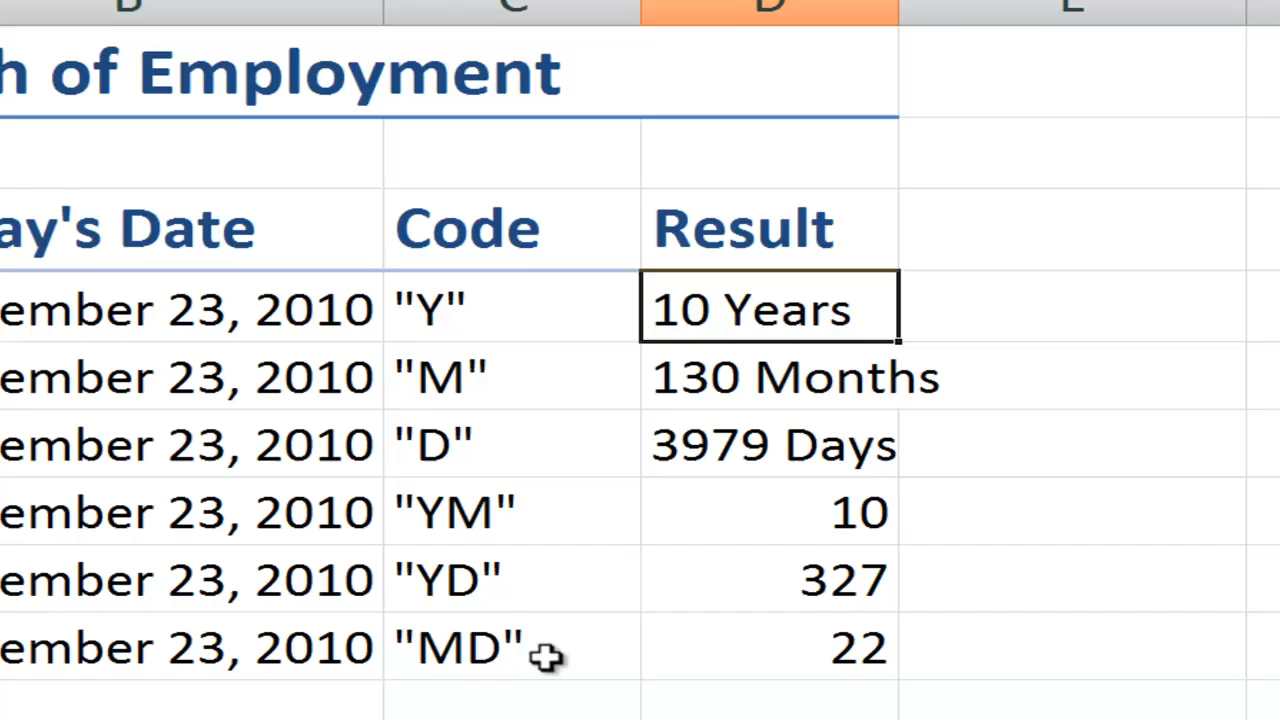 B C D E
h of Employment
ay's Date Code Result
ember 23, 2010 "Y" 10 Years
ember 23, 2010 "M" 130 Months
ember 23, 2010 "D" 3979 Days
ember 23, 2010 "YM" 10
ember 23, 2010 "YD" 327
ember 23, 2010 "MD" 22